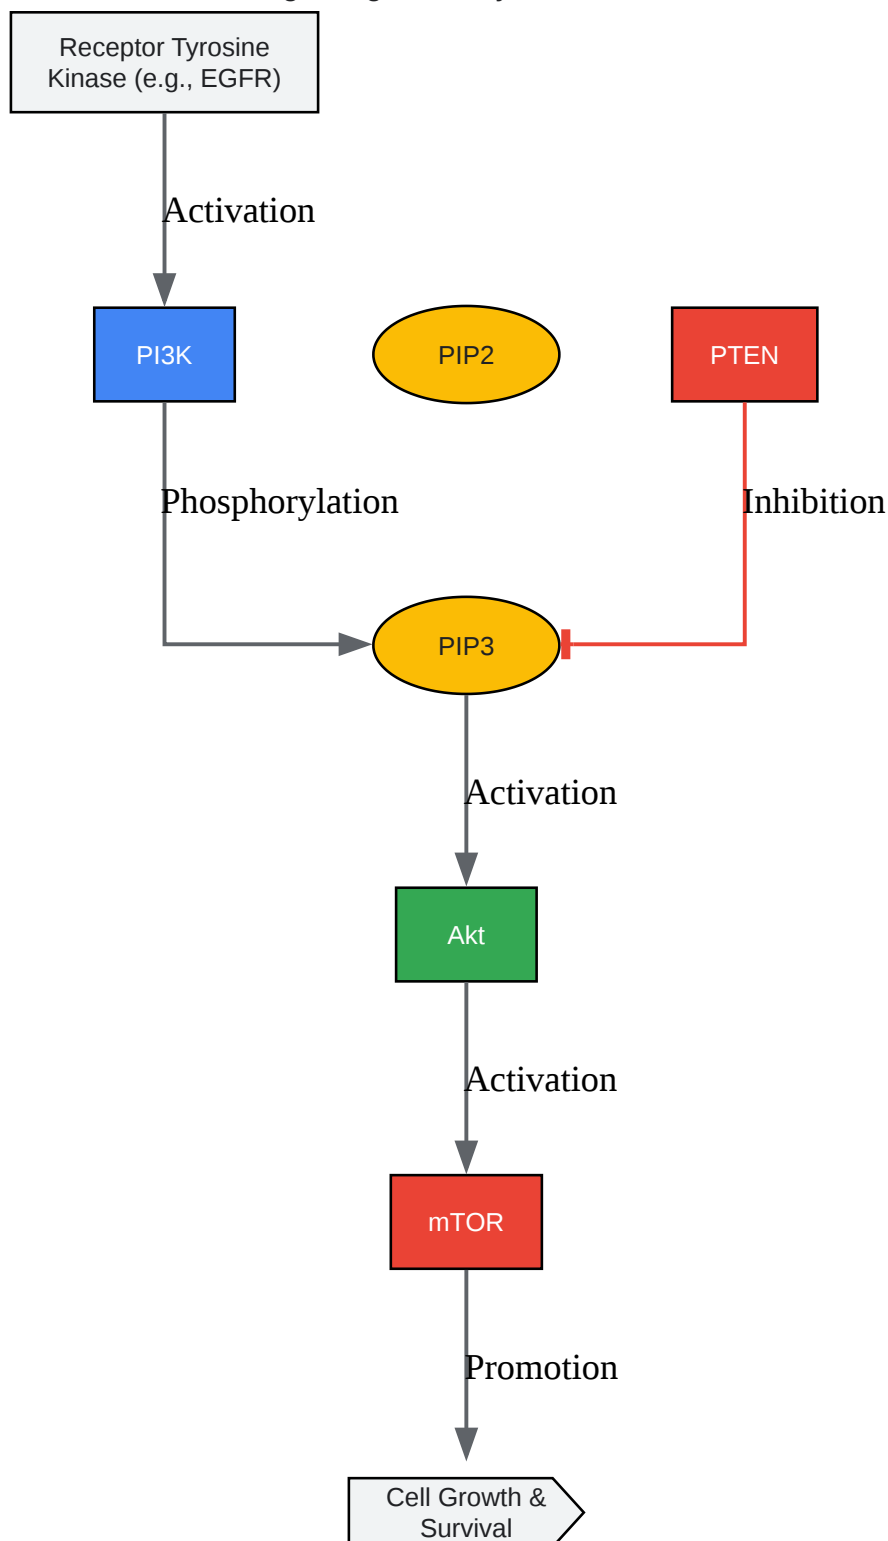 Receptor Tyrosine
Kinase (e.g., EGFR)
Activation
PI3K
PIP2
PTEN
Phosphorylation
Inhibition
PIP3
Activation
Akt
Activation
mTOR
Promotion
Cell Growth &
Survival